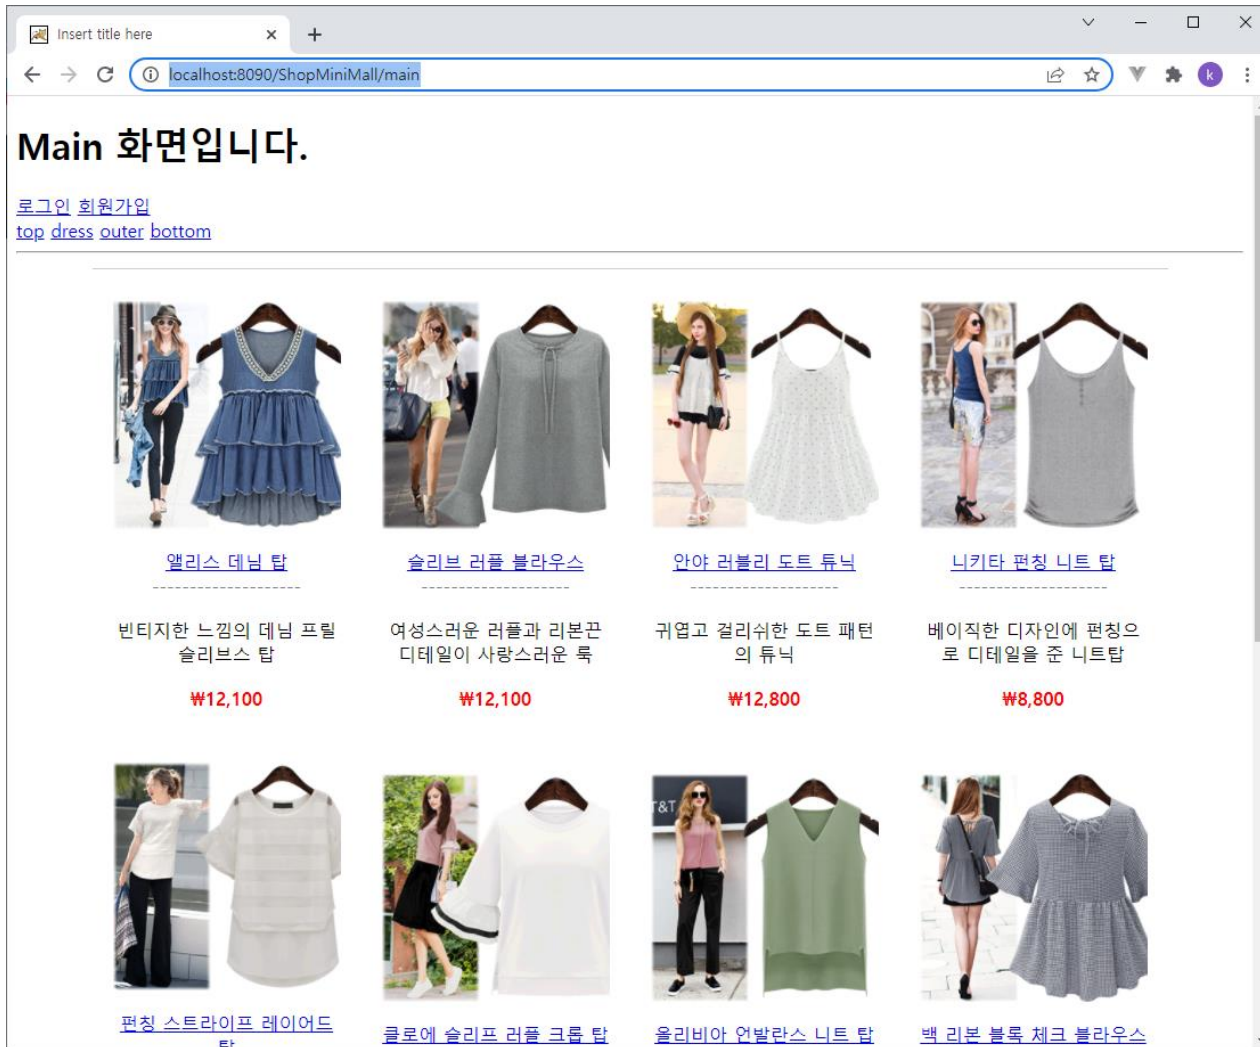 Insert title here
localhost:8090/ShopMiniMall/main
k
Main 화면입니다.
로그인 회원가입
top dress outer bottom
앨리스 데님 탑
슬리브 러플 블라우스
안야 러블리 도트 튜닉
니키타 펀칭 니트 탑
--------------------
--------------------
--------------------
--------------------
빈티지한 느낌의 데님 프릴
슬리브스 탑
여성스러운 러플과 리본끈
디테일이 사랑스러운 룩
귀엽고 걸리쉬한 도트 패턴
의 튜닉
베이직한 디자인에 펀칭으
로 디테일을 준 니트탑
₩12,100
₩12,100
₩12,800
₩8,800
T&T
펀칭 스트라이프 레이어드
탑
클로에 슬리프 러플 크롭 탑
올리비아 언발란스 니트 탑
백 리본 블록 체크 블라우스